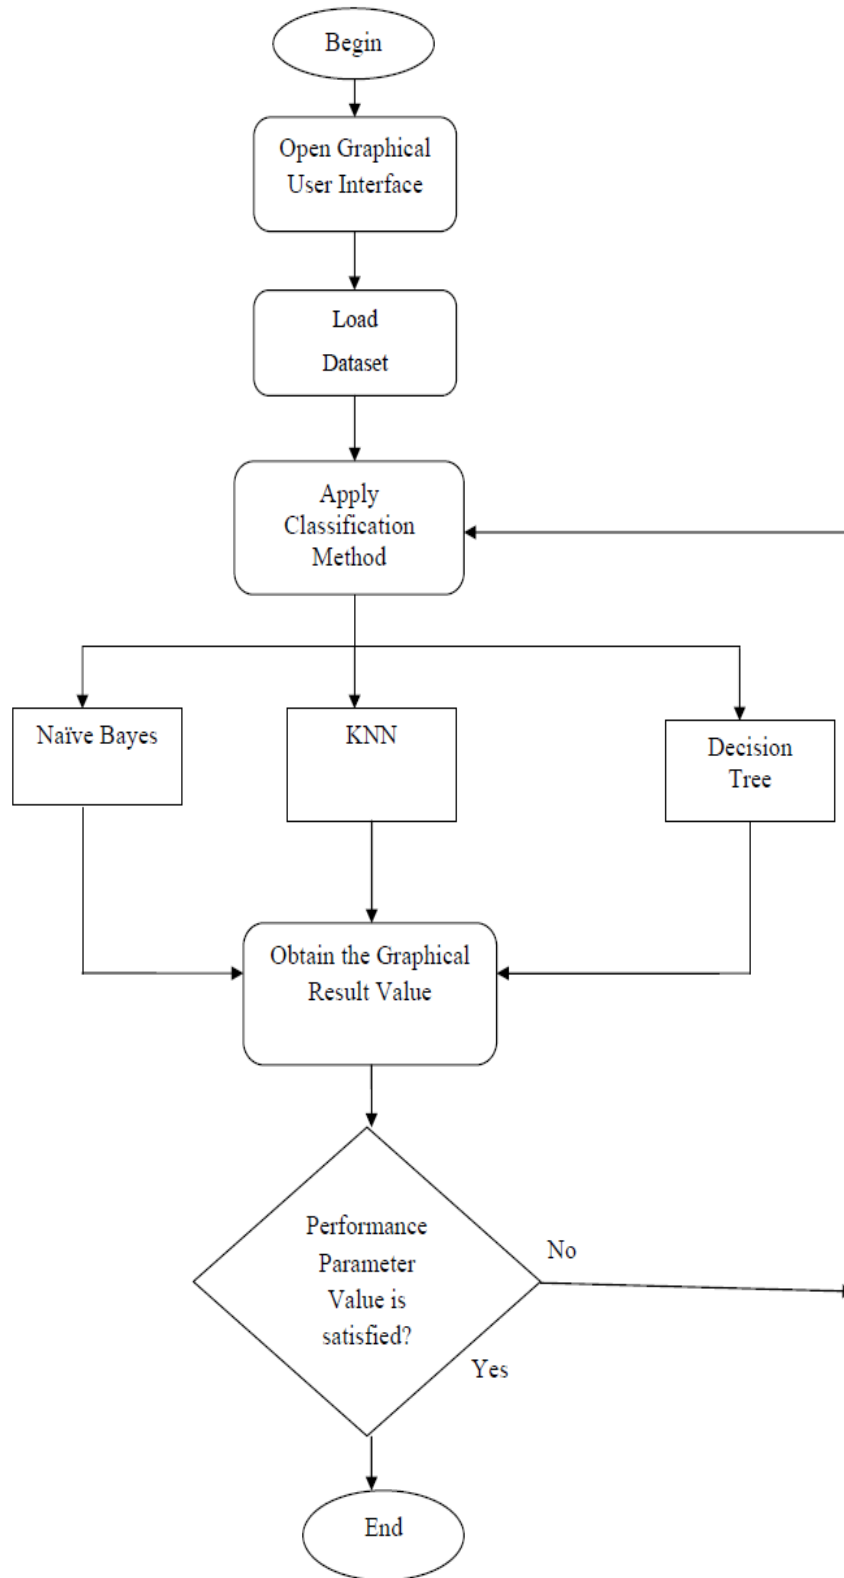 Begin
Open Graphical
User Interface
Load
Dataset
Apply
Classification
Method
Naïve Bayes
KNN
Decision
Tree
Obtain the Graphical
Result Value
Performance
Parameter
Value is
satisfied?
No
Yes
End